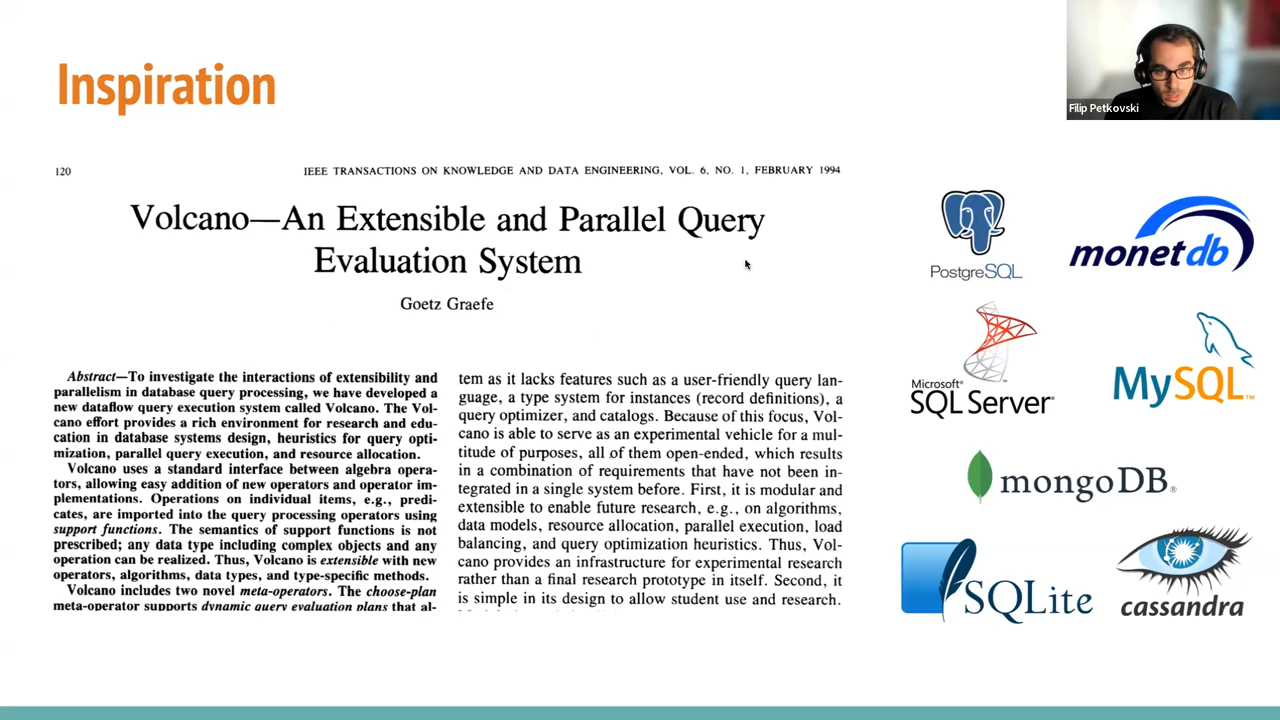 Inspiration
Filip Petkovski
120
IEEE TRANSACTIONS ON KNOWLEDGE AND DATA ENGINEERING, VOL. 6, NO. 1, FEBRUARY 1994
Volcano—An Extensible and Parallel Query
Evaluation System
Goetz Graefe
Abstract—To investigate the interactions of extensibility and
parallelism in database query processing, we have developed a
new dataflow query execution system called Volcano. The Vol-
cano effort provides a rich environment for research and edu-
cation in database systems design, heuristics for query opti-
mization, parallel query execution, and resource allocation.
Volcano uses a standard interface between algebra opera-
tors, allowing easy addition of new operators and operator im-
plementations. Operations on individual items, e.g., predi-
cates, are imported into the query processing operators using
support functions. The semantics of support functions is not
prescribed; any data type including complex objects and any
operation can be realized. Thus, Volcano is extensible with new
operators, algorithms, data types, and type-specific methods.
Volcano includes two novel meta-operators. The choose-plan
meta-operator supports dynamic query evaluation plans that al-
tem as it lacks features such as a user-friendly query lan-
guage, a type system for instances (record definitions), a
query optimizer, and catalogs. Because of this focus, Vol-
cano is able to serve as an experimental vehicle for a mul-
titude of purposes, all of them open-ended, which results
in a combination of requirements that have not been in-
tegrated in a single system before. First, it is modular and
extensible to enable future research, e.g., on algorithms,
data models, resource allocation, parallel execution, load
balancing, and query optimization heuristics. Thus, Vol-
cano provides an infrastructure for experimental research
rather than a final research prototype in itself. Second, it
is simple in its design to allow student use and research.
PostgreSQL
monetdb
Microsoft®
SQL Server®
MySQL™
mongoDB®
SQLite
cassandra